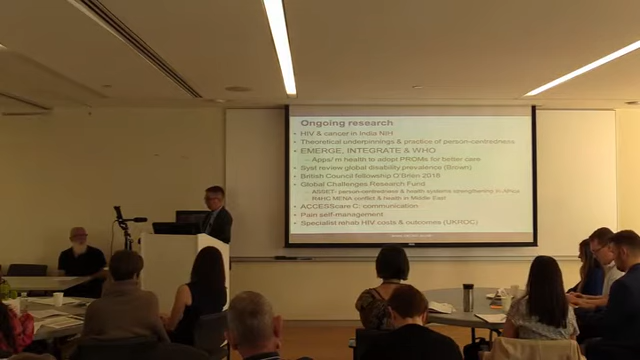 Ongoing research
• HIV & cancer in India NIH
• Theoretical underpinnings & practice of person-centredness
• EMERGE, INTEGRATE & WHO
– Apps/ m health to adopt PROMs for better care
• Syst review global disability prevalence (Brown)
• British Council fellowship O'Brien 2018
• Global Challenges Research Fund
– ASSET- person-centredness & health systems strengthening in Africa
– RAHC MENA conflict & health in Middle East
• ACCESScare C: communication
• Pain self-management
• Specialist rehab HIV costs & outcomes (UKROC)